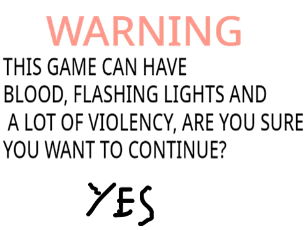 WARNING
THIS GAME CAN HAVE
BLOOD, FLASHING LIGHTS AND
A LOT OF VIOLENCY, ARE YOU SURE
YOU WANT TO CONTINUE?
YES